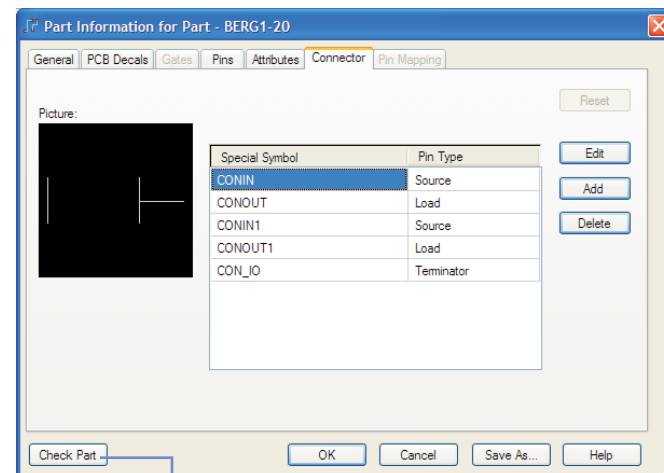 Part Information for Part - BERG1-20
General PCB Decals Gates Pins Attributes Connector Pin Mapping
Reset
Picture:
Special Symbol Pin Type Edit
CONIN Source
Add
CONOUT Load
CONIN1 Source Delete
CONOUT1 Load
CON_IO Teminator
Check Part OK Cancel Save As... Help